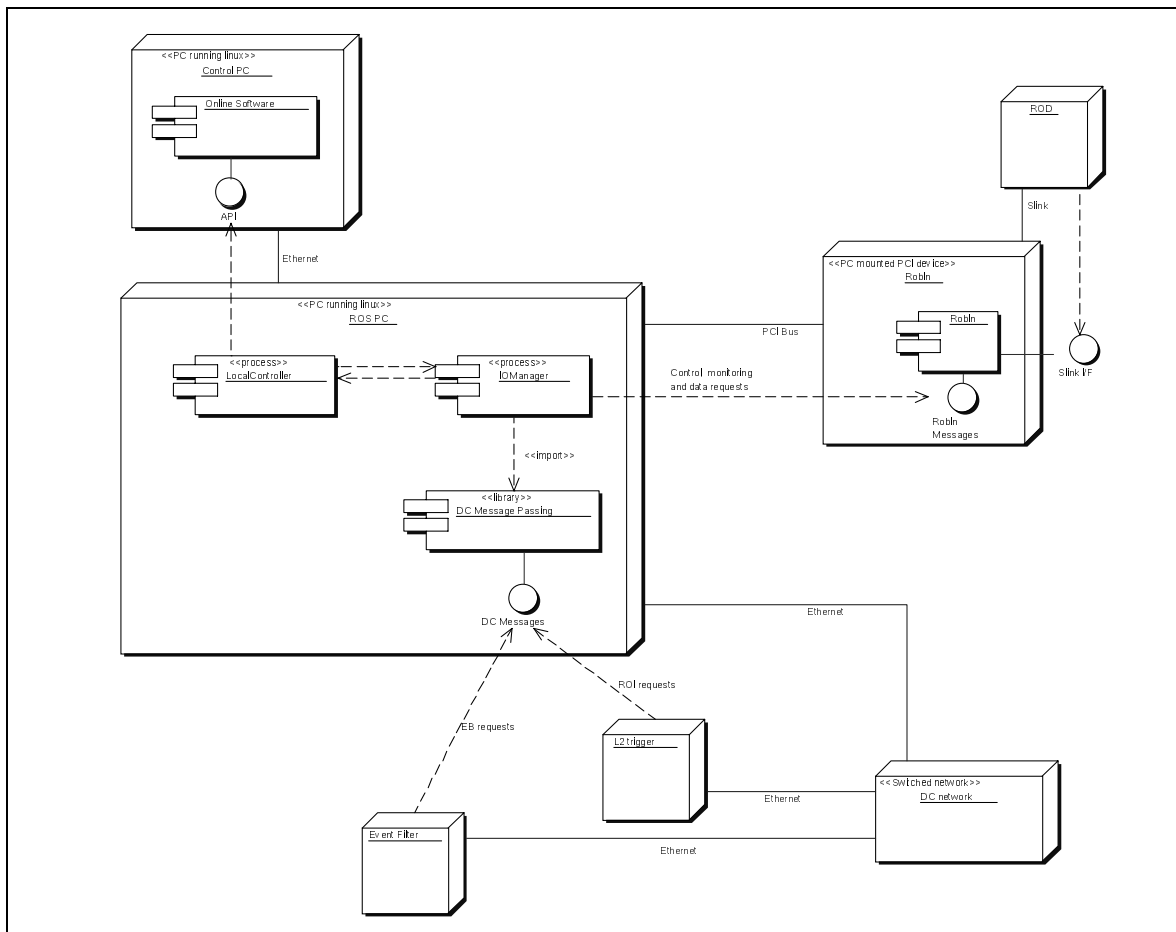 <<PC running linux>>
Control PC
Online Software
API
Ethernet
ROD
Slink
<<PC mounted PCI device>>
RobIn
RobIn
Slink I/F
RobIn
Messages
PCI Bus
<<PC running linux>>
ROS PC
<<process>>
LocalController
<<process>>
IOManager
Control monitoring
and data requests
<<import>>
<<library>>
DC Message Passing
DC Messages
Ethernet
ROI requests
EB requests
L2 trigger
Ethernet
<<Switched network>>
DC network
Event Filter
Ethernet